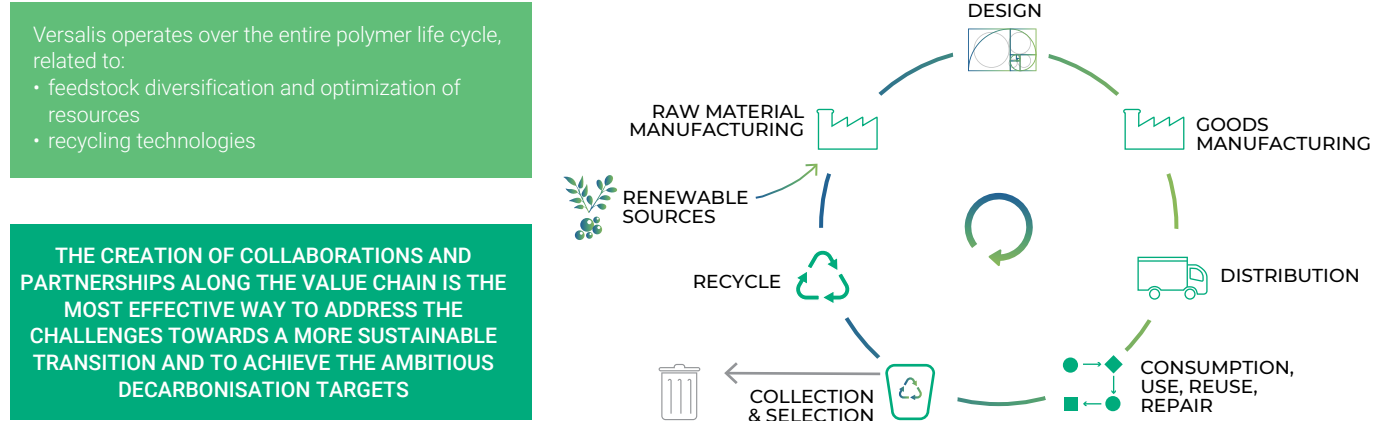 Versalis operates over the entire polymer life cycle,
related to:
• feedstock diversification and optimization of
resources
• recycling technologies
THE CREATION OF COLLABORATIONS AND
PARTNERSHIPS ALONG THE VALUE CHAIN IS THE
MOST EFFECTIVE WAY TO ADDRESS THE
CHALLENGES TOWARDS A MORE SUSTAINABLE
TRANSITION AND TO ACHIEVE THE AMBITIOUS
DECARBONISATION TARGETS
DESIGN
RAW MATERIAL
MANUFACTURING
GOODS
MANUFACTURING
RENEWABLE
SOURCES
RECYCLE
DISTRIBUTION
COLLECTION
& SELECTION
CONSUMPTION,
USE, REUSE,
REPAIR